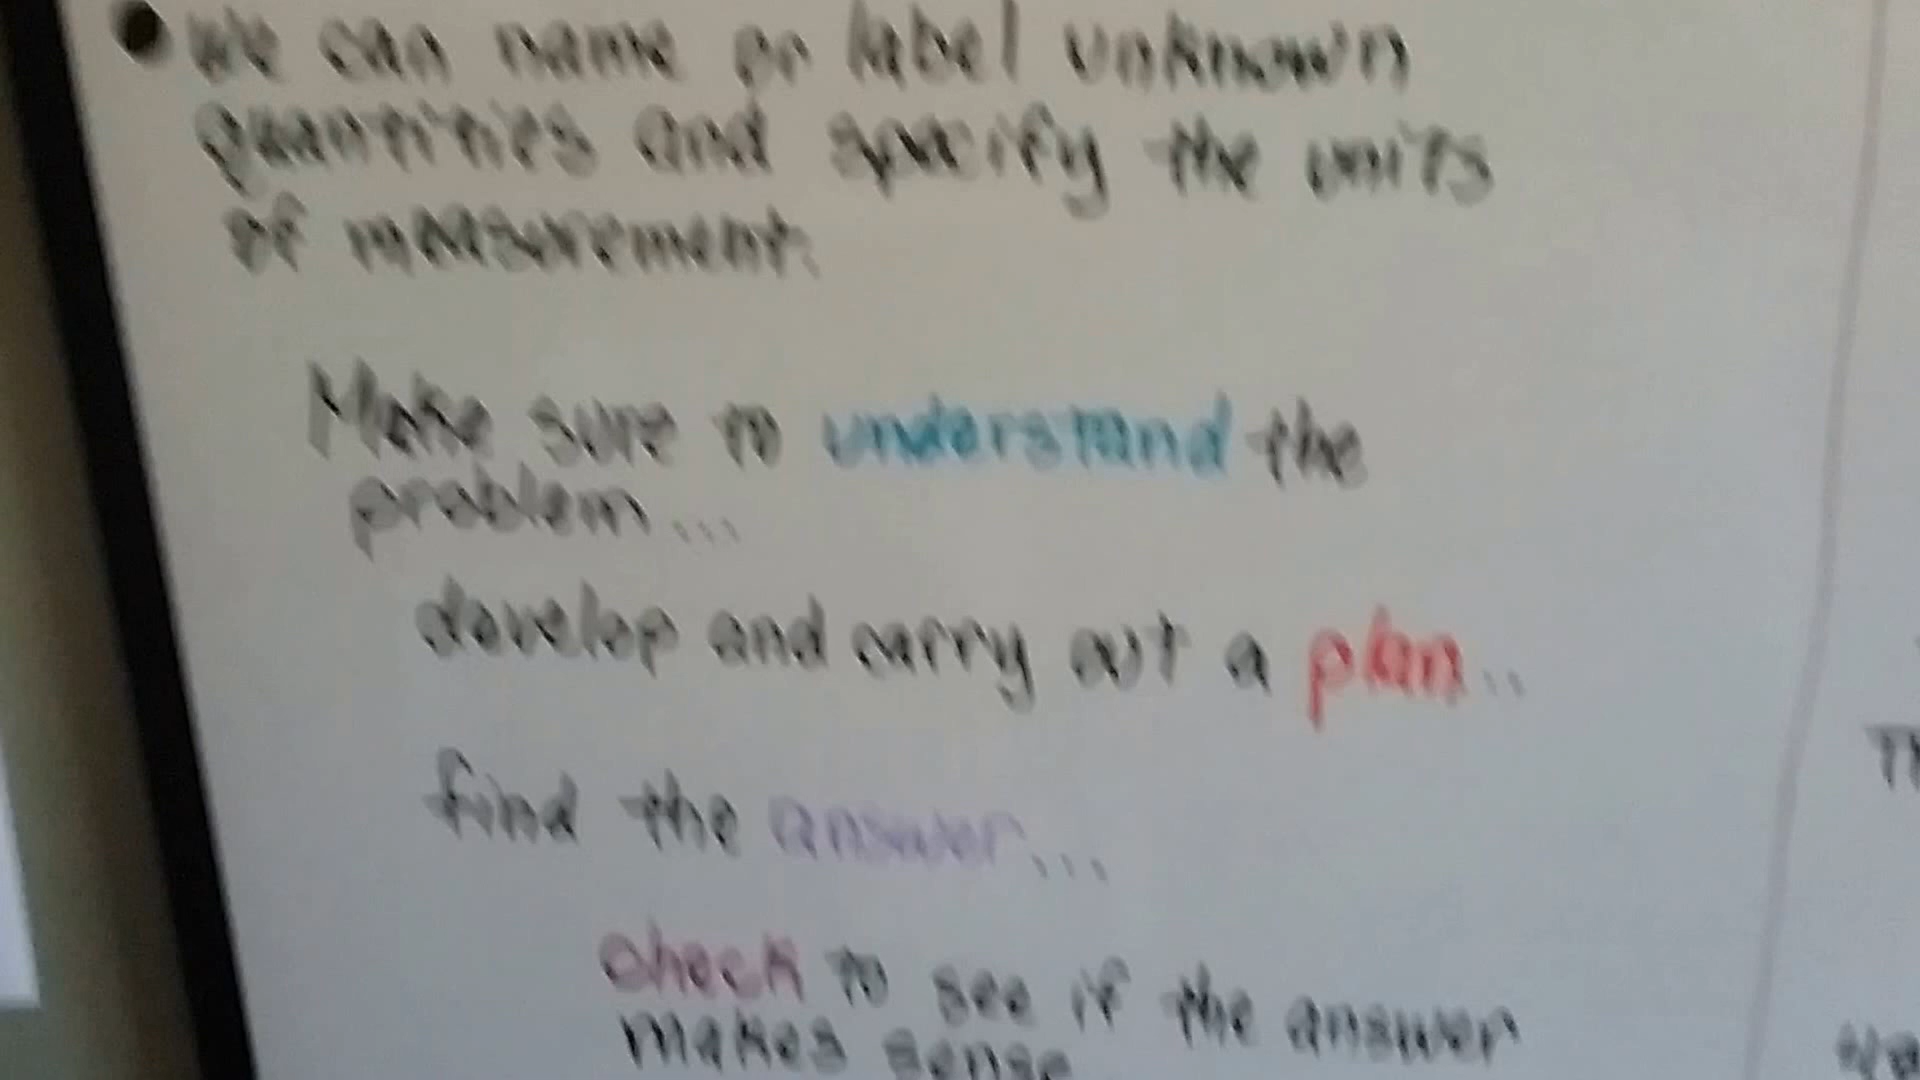 • We can name or label unknown
quantities and specify the units
of measurement.
Make sure to understand the
problem...
develop and carry out a plan..
find the answer...
check to see if the answer
makes sense